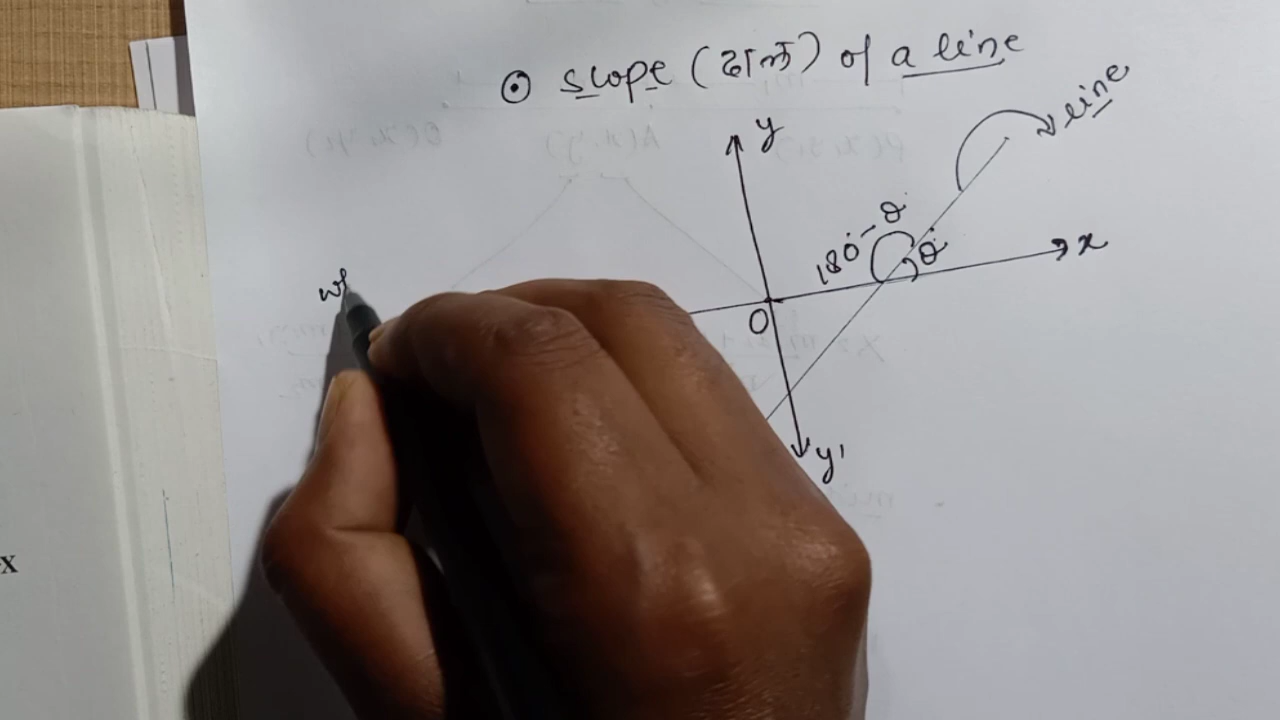 ⊙ slope (ढाल) of a line
y
line
180° - θ
θ
x
O
y'
X